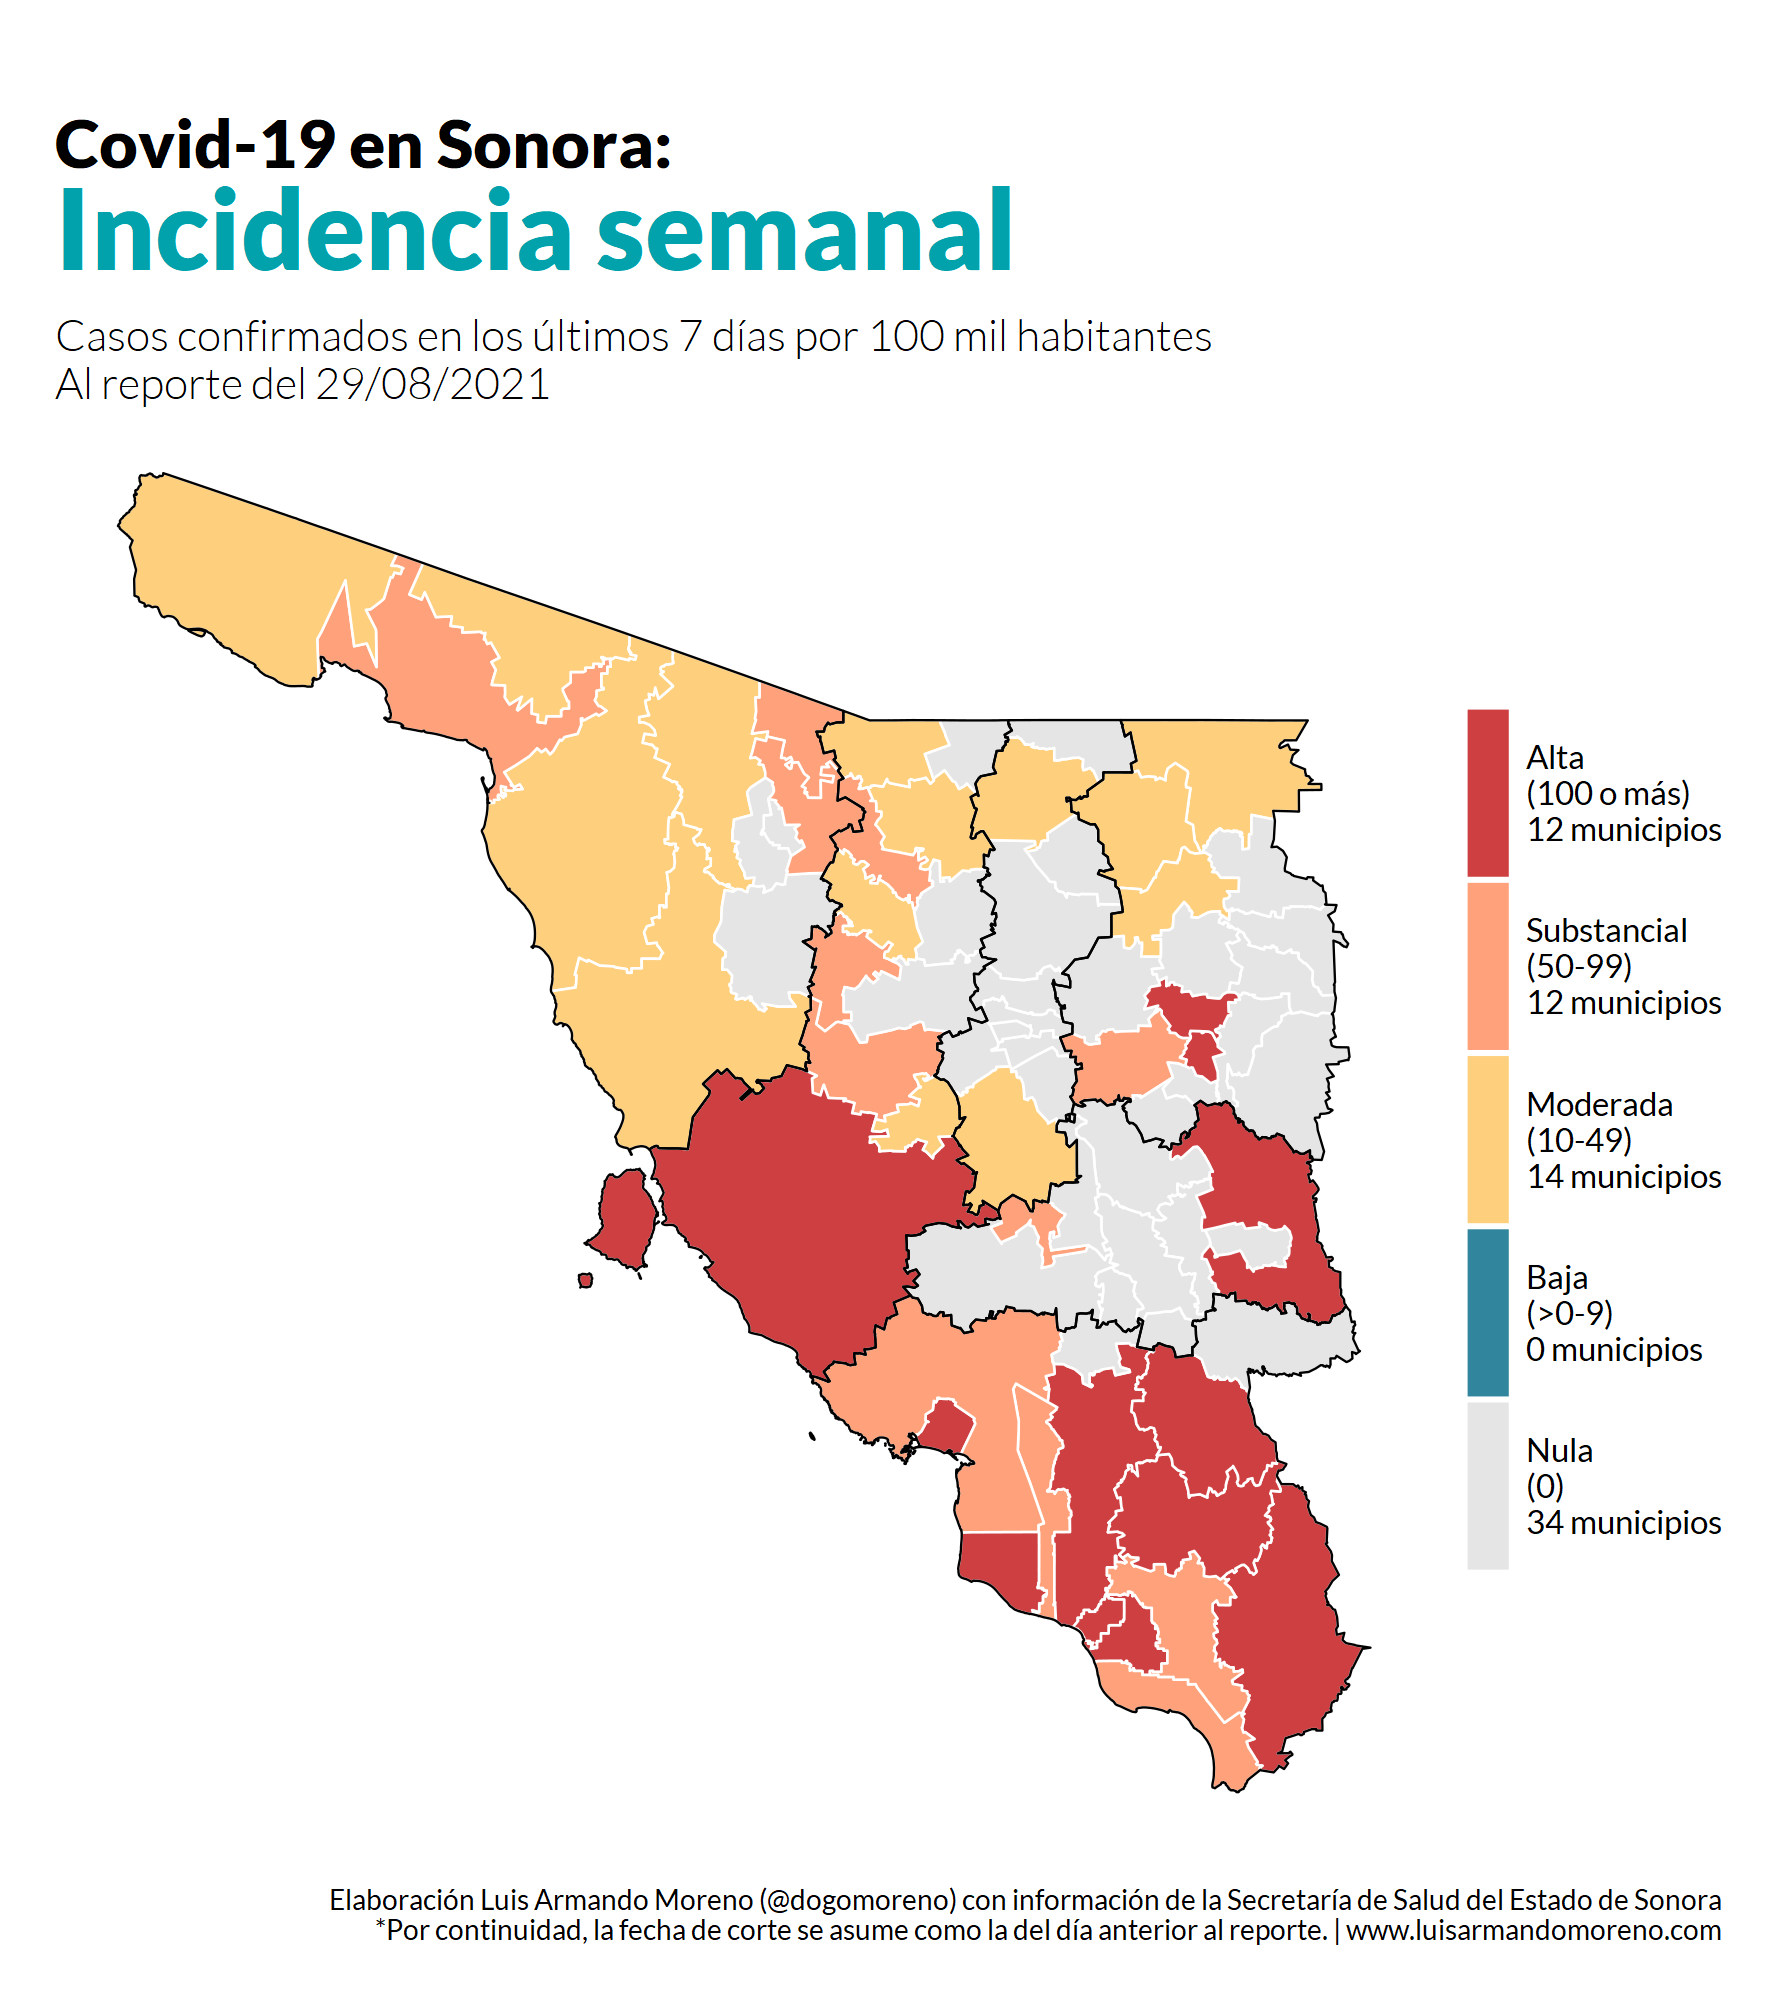 Covid-19 en Sonora:
Incidencia semanal
Casos confirmados en los últimos 7 días por 100 mil habitantes
Al reporte del 29/08/2021
Alta
(100 o más)
12 municipios
Substancial
(50-99)
12 municipios
Moderada
(10-49)
14 municipios
Baja
(>0-9)
0 municipios
Nula
(0)
34 municipios
Elaboración Luis Armando Moreno (@dogomoreno) con información de la Secretaría de Salud del Estado de Sonora
*Por continuidad, la fecha de corte se asume como la del día anterior al reporte. | www.luisarmandomoreno.com